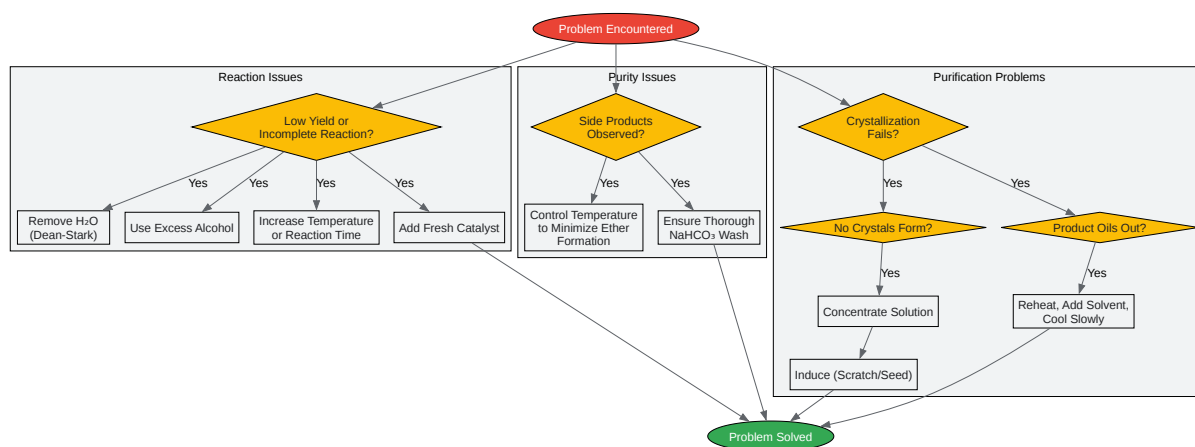 Problem Encountered
Reaction Issues
Purity Issues
Purification Problems
Low Yield or
Incomplete Reaction?
Side Products
Observed?
Crystallization
Fails?
Yes
Yes
Yes
Yes
Yes
Yes
Yes
Yes
Remove H₂O
(Dean-Stark)
Use Excess Alcohol
Increase Temperature
or Reaction Time
Add Fresh Catalyst
Control Temperature
to Minimize Ether
Formation
Ensure Thorough
NaHCO₃ Wash
No Crystals Form?
Product Oils Out?
Yes
Yes
Concentrate Solution
Reheat, Add Solvent,
Cool Slowly
Induce (Scratch/Seed)
Problem Solved